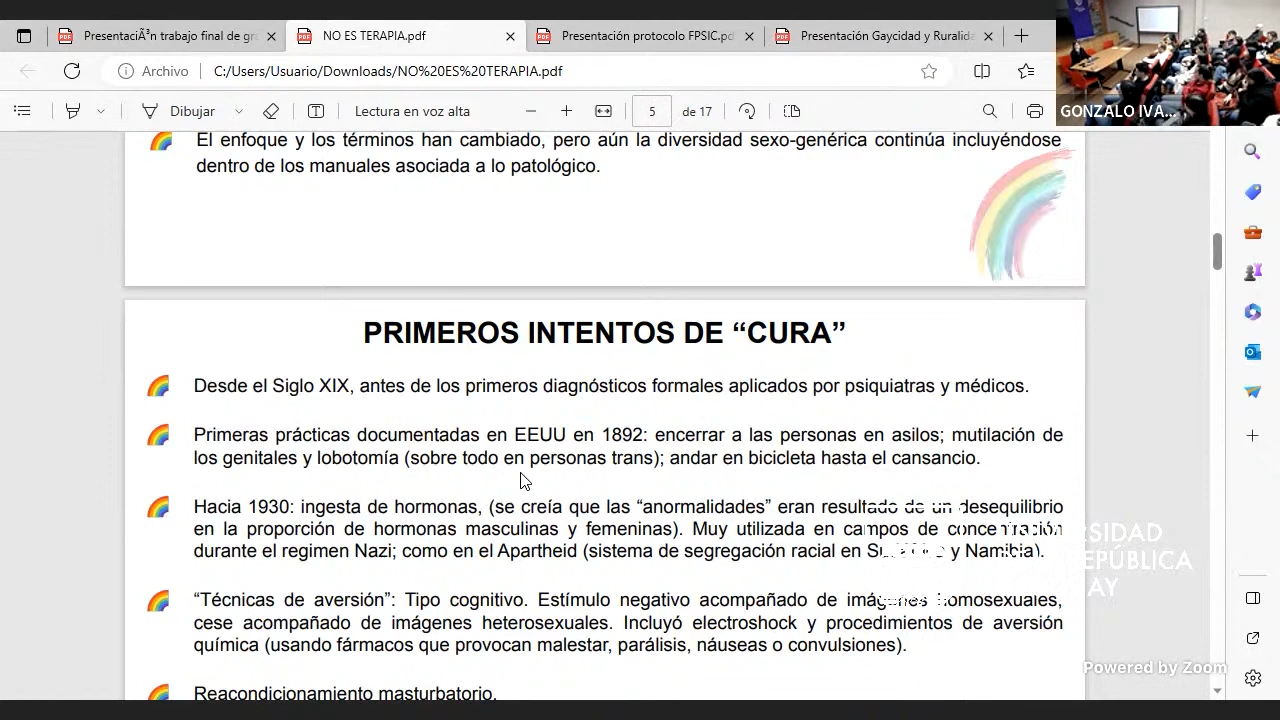 PresentaciÃ³n trabajo final de gr
NO ES TERAPIA.pdf
Presentación protocolo FPSIC.pd
Presentación Gaycidad y Ruralida
Archivo
C:/Users/Usuario/Downloads/NO%20ES%20TERAPIA.pdf
Dibujar
Lectura en voz alta
5
de 17
GONZALO IVA...
El enfoque y los términos han cambiado, pero aún la diversidad sexo-genérica continúa incluyéndose
dentro de los manuales asociada a lo patológico.
PRIMEROS INTENTOS DE “CURA”
Desde el Siglo XIX, antes de los primeros diagnósticos formales aplicados por psiquiatras y médicos.
Primeras prácticas documentadas en EEUU en 1892: encerrar a las personas en asilos; mutilación de
los genitales y lobotomía (sobre todo en personas trans); andar en bicicleta hasta el cansancio.
Hacia 1930: ingesta de hormonas, (se creía que las “anormalidades” eran resultado de un desequilibrio
en la proporción de hormonas masculinas y femeninas). Muy utilizada en campos de
durante el regimen Nazi; como en el Apartheid (sistema de segregación racial en y Namibia).
“Técnicas de aversión”: Tipo cognitivo. Estímulo negativo acompañado de imágenes homosexuales,
cese acompañado de imágenes heterosexuales. Incluyó electroshock y procedimientos de aversión
química (usando fármacos que provocan malestar, parálisis, náuseas o convulsiones).
Reacondicionamiento masturbatorio.
Powered by Zoom